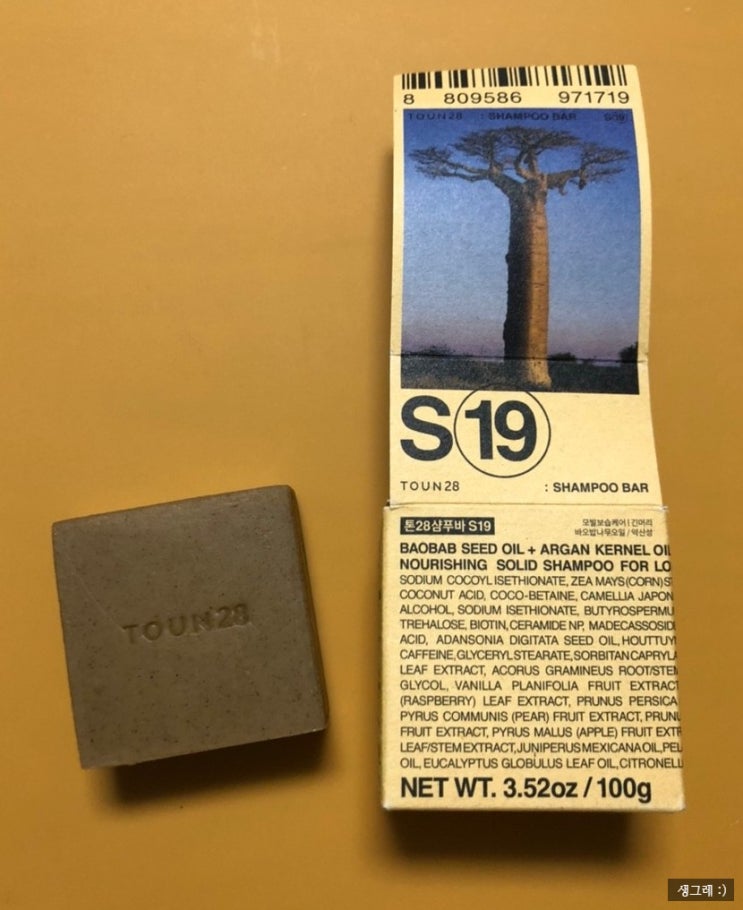 8 809586 971719
TOUN28 : SHAMPOO BAR S19
S19
TOUN28 : SHAMPOO BAR
톤28샴푸바 S19
모발보습케어 | 긴머리
바오밥나무오일 / 약산성
BAOBAB SEED OIL + ARGAN KERNEL OIL
NOURISHING SOLID SHAMPOO FOR LO
SODIUM COCOYL ISETHIONATE, ZEA MAYS (CORN) ST
COCONUT ACID, COCO-BETAINE, CAMELLIA JAPON
ALCOHOL, SODIUM ISETHIONATE, BUTYROSPERMU
TREHALOSE, BIOTIN, CERAMIDE NP, MADECASSOSID
ACID, ADANSONIA DIGITATA SEED OIL, HOUTTUY
CAFFEINE, GLYCERYL STEARATE, SORBITAN CAPRYLA
LEAF EXTRACT, ACORUS GRAMINEUS ROOT/STEM
GLYCOL, VANILLA PLANIFOLIA FRUIT EXTRACT
(RASPBERRY) LEAF EXTRACT, PRUNUS PERSICA
PYRUS COMMUNIS (PEAR) FRUIT EXTRACT, PRUNU
FRUIT EXTRACT, PYRUS MALUS (APPLE) FRUIT EXTR
LEAF/STEM EXTRACT, JUNIPERUS MEXICANA OIL, PEL
OIL, EUCALYPTUS GLOBULUS LEAF OIL, CITRONELL
NET WT. 3.52oz / 100g
TOUN28
생그래 :)